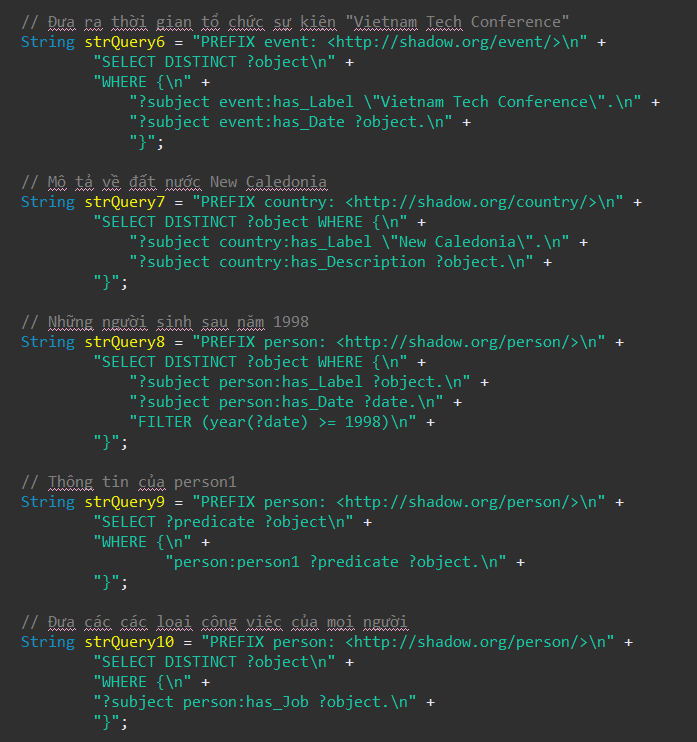 // Đưa ra thời gian tổ chức sự kiện "Vietnam Tech Conference"
String strQuery6 = "PREFIX event: <http://shadow.org/event/>\n" +
"SELECT DISTINCT ?object\n" +
"WHERE {\n" +
"?subject event:has_Label \"Vietnam Tech Conference\".\n" +
"?subject event:has_Date ?object.\n" +
"}";
// Mô tả về đất nước New Caledonia
String strQuery7 = "PREFIX country: <http://shadow.org/country/>\n" +
"SELECT DISTINCT ?object WHERE {\n" +
"?subject country:has_Label \"New Caledonia\".\n" +
"?subject country:has_Description ?object.\n" +
"}";
// Những người sinh sau năm 1998
String strQuery8 = "PREFIX person: <http://shadow.org/person/>\n" +
"SELECT DISTINCT ?object WHERE {\n" +
"?subject person:has_Label ?object.\n" +
"?subject person:has_Date ?date.\n" +
"FILTER (year(?date) >= 1998)\n" +
"}";
// Thông tin của person1
String strQuery9 = "PREFIX person: <http://shadow.org/person/>\n" +
"SELECT ?predicate ?object\n" +
"WHERE {\n" +
"person:person1 ?predicate ?object.\n" +
"}";
// Đưa các các loại công việc của mọi người
String strQuery10 = "PREFIX person: <http://shadow.org/person/>\n" +
"SELECT DISTINCT ?object\n" +
"WHERE {\n" +
"?subject person:has_Job ?object.\n" +
"}";